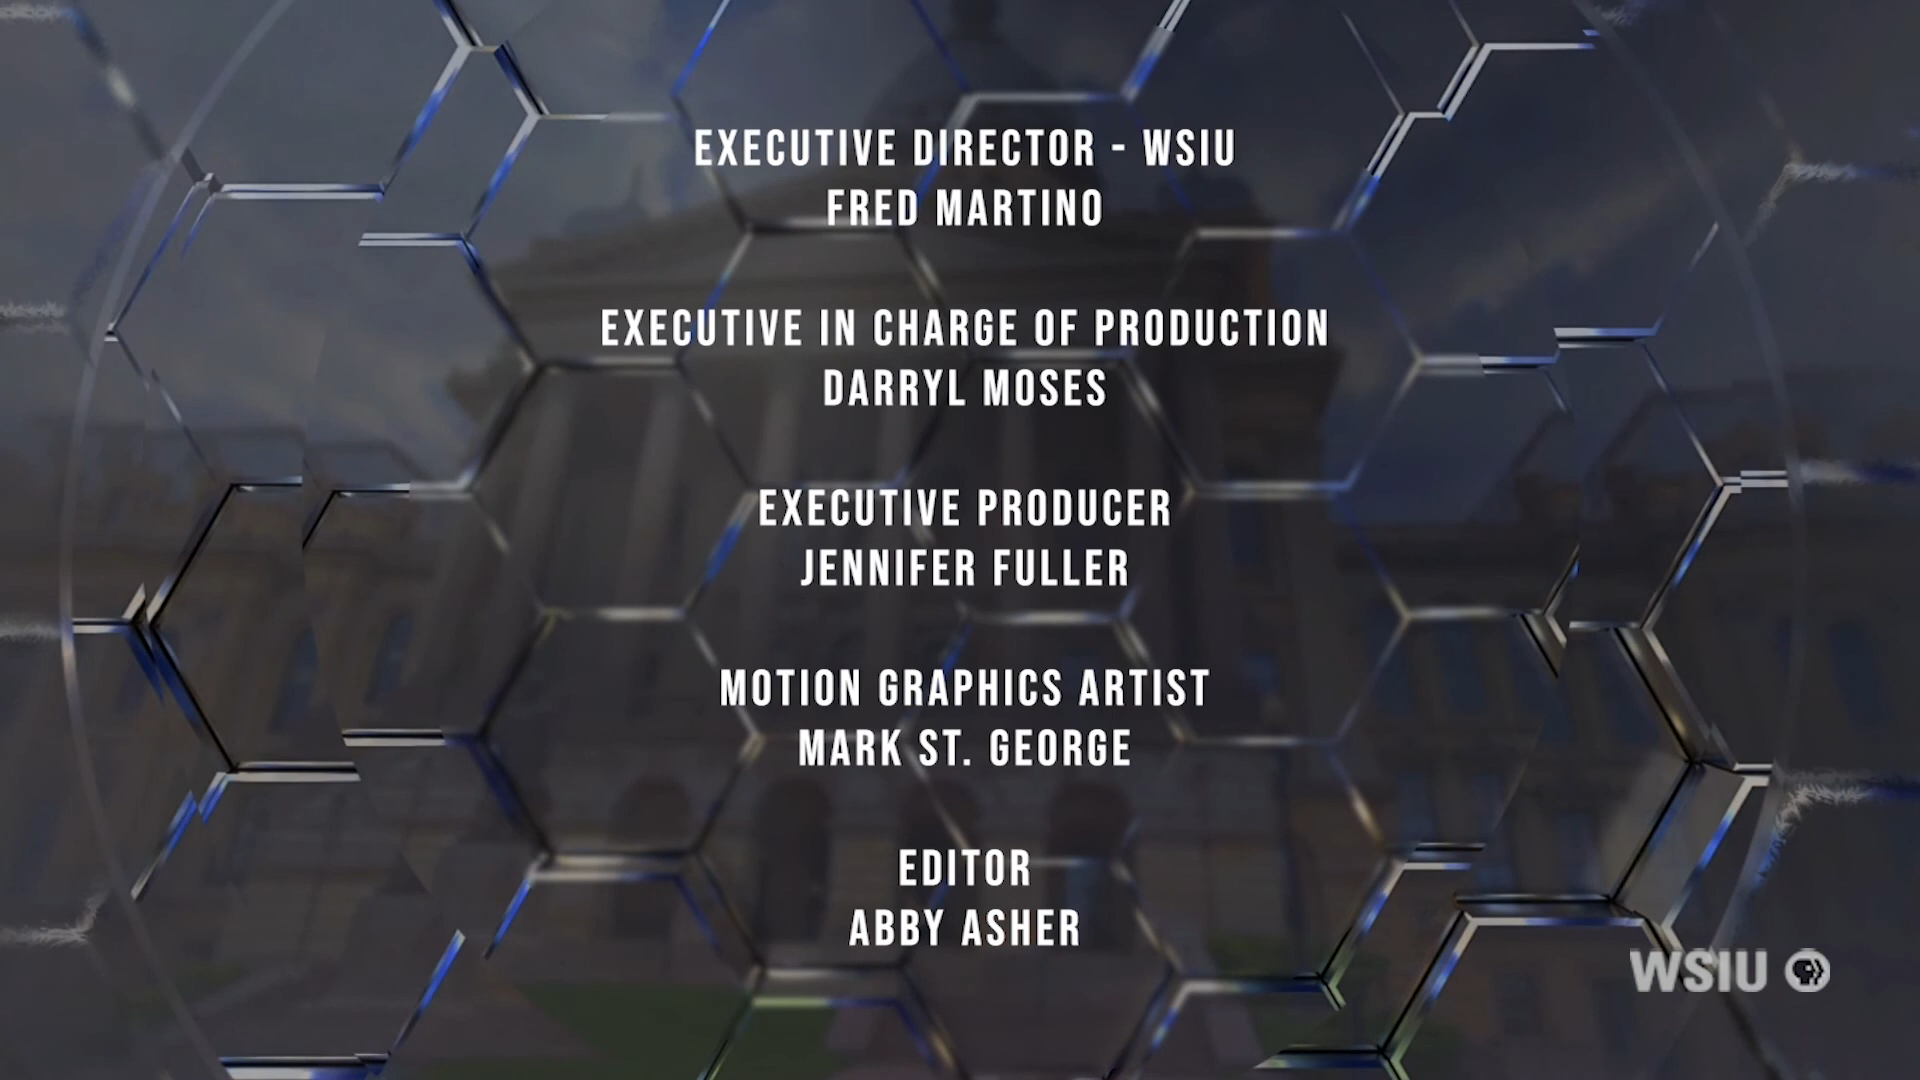 EXECUTIVE DIRECTOR - WSIU
FRED MARTINO
EXECUTIVE IN CHARGE OF PRODUCTION
DARRYL MOSES
EXECUTIVE PRODUCER
JENNIFER FULLER
MOTION GRAPHICS ARTIST
MARK ST. GEORGE
EDITOR
ABBY ASHER
WSIU